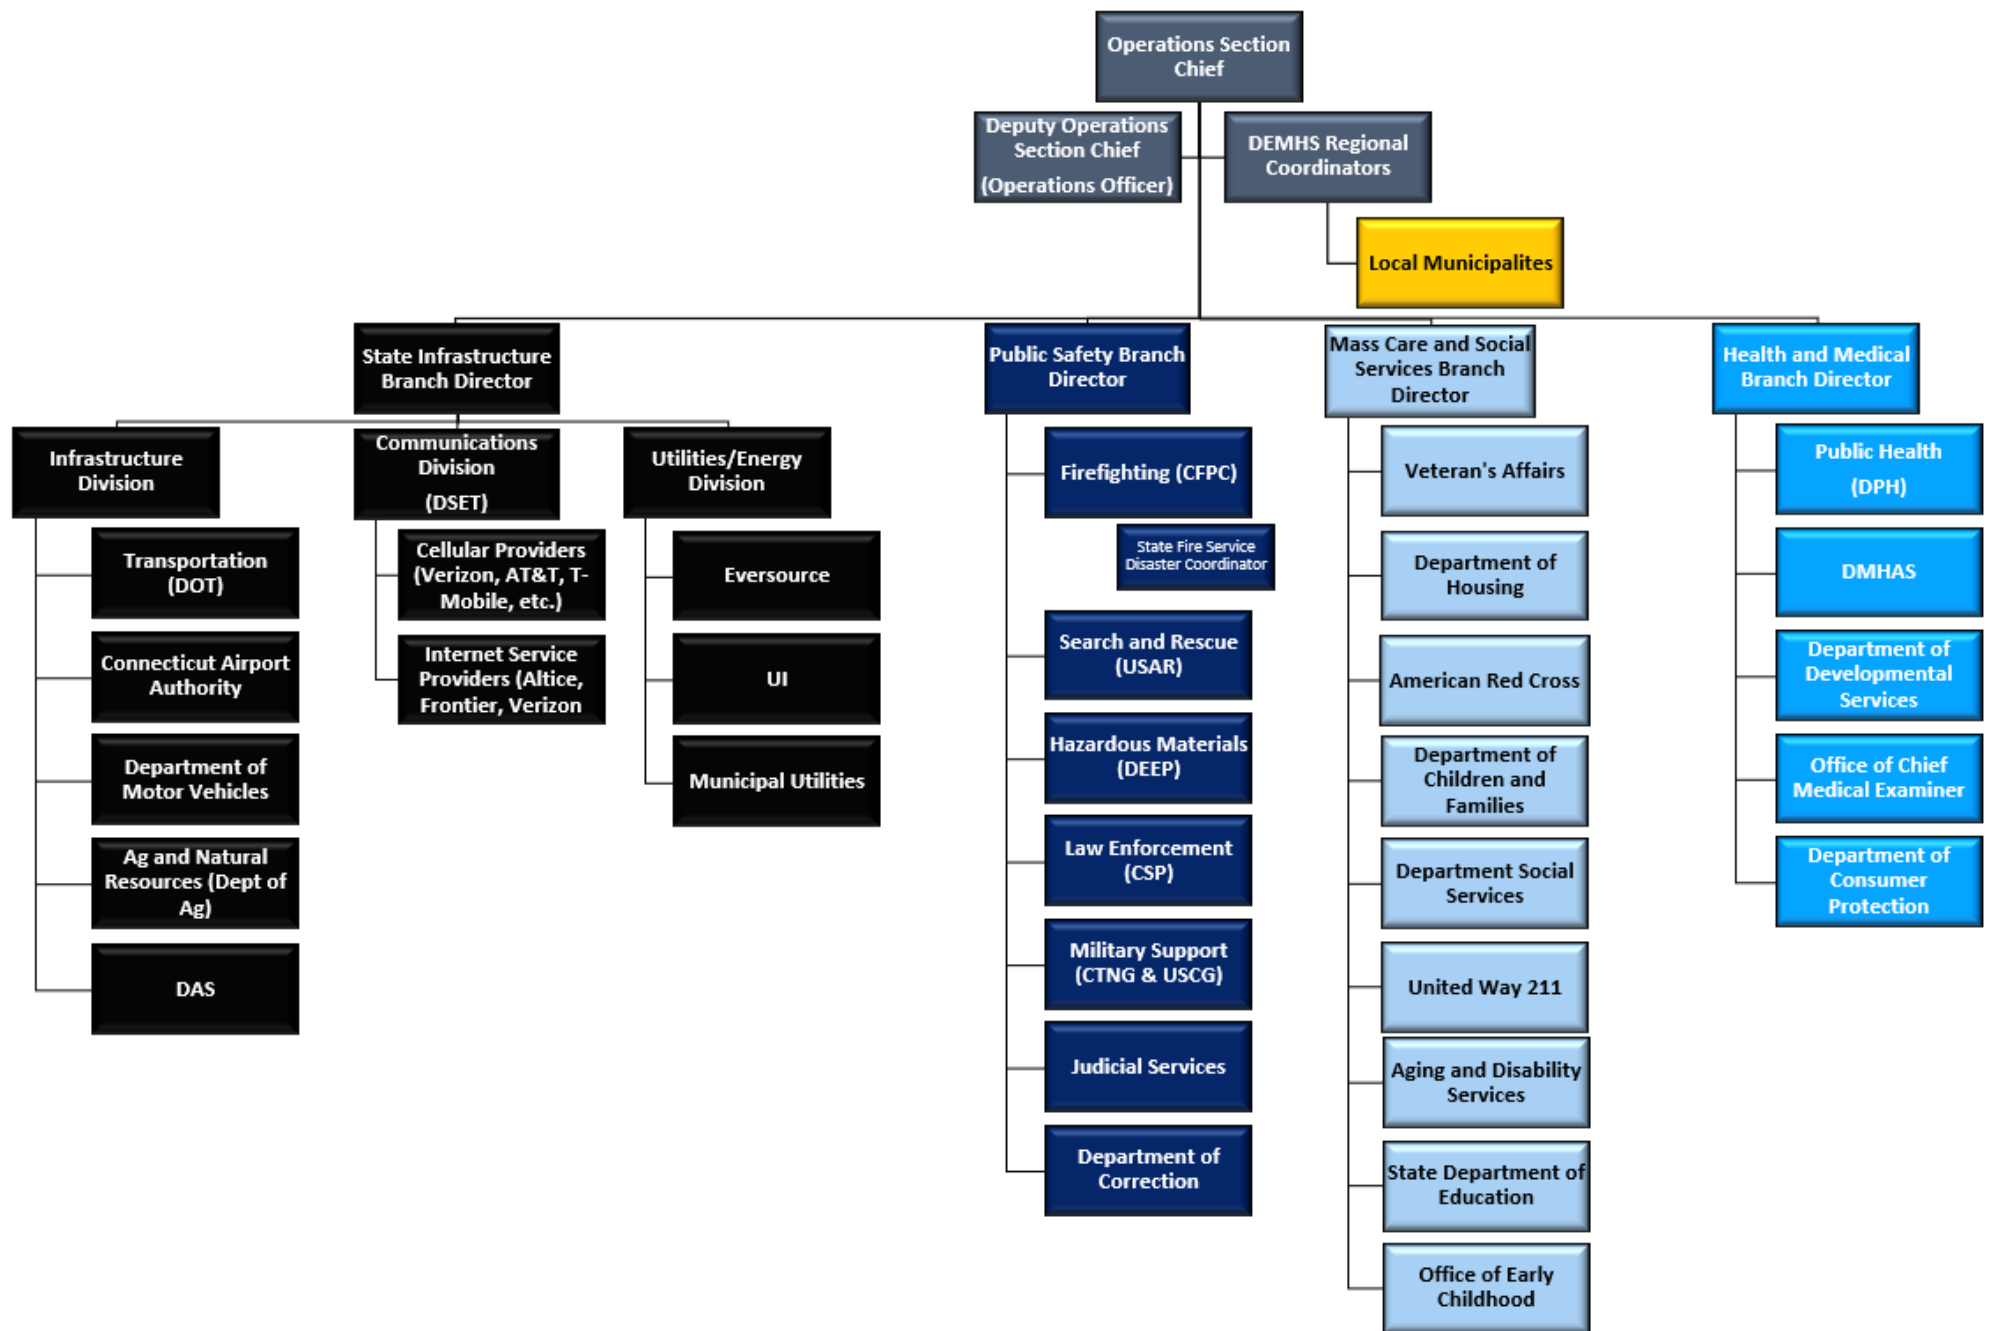 Operations Section
Chief
Deputy Operations
Section Chief
(Operations Officer)
DEMHS Regional
Coordinators
Local Municipalites
State Infrastructure
Branch Director
Infrastructure
Division
Transportation
(DOT)
Connecticut Airport
Authority
Department of
Motor Vehicles
Ag and Natural
Resources (Dept of
Ag)
DAS
Communications
Division
(DSET)
Cellular Providers
(Verizon, AT&T, T-
Mobile, etc.)
Internet Service
Providers (Altice,
Frontier, Verizon
Utilities/Energy
Division
Eversource
UI
Municipal Utilities
Public Safety Branch
Director
Firefighting (CFPC)
State Fire Service
Disaster Coordinator
Search and Rescue
(USAR)
Hazardous Materials
(DEEP)
Law Enforcement
(CSP)
Military Support
(CTNG & USCG)
Judicial Services
Department of
Correction
Mass Care and Social
Services Branch
Director
Veteran's Affairs
Department of
Housing
American Red Cross
Department of
Children and
Families
Department Social
Services
United Way 211
Aging and Disability
Services
State Department of
Education
Office of Early
Childhood
Health and Medical
Branch Director
Public Health
(DPH)
DMHAS
Department of
Developmental
Services
Office of Chief
Medical Examiner
Department of
Consumer
Protection